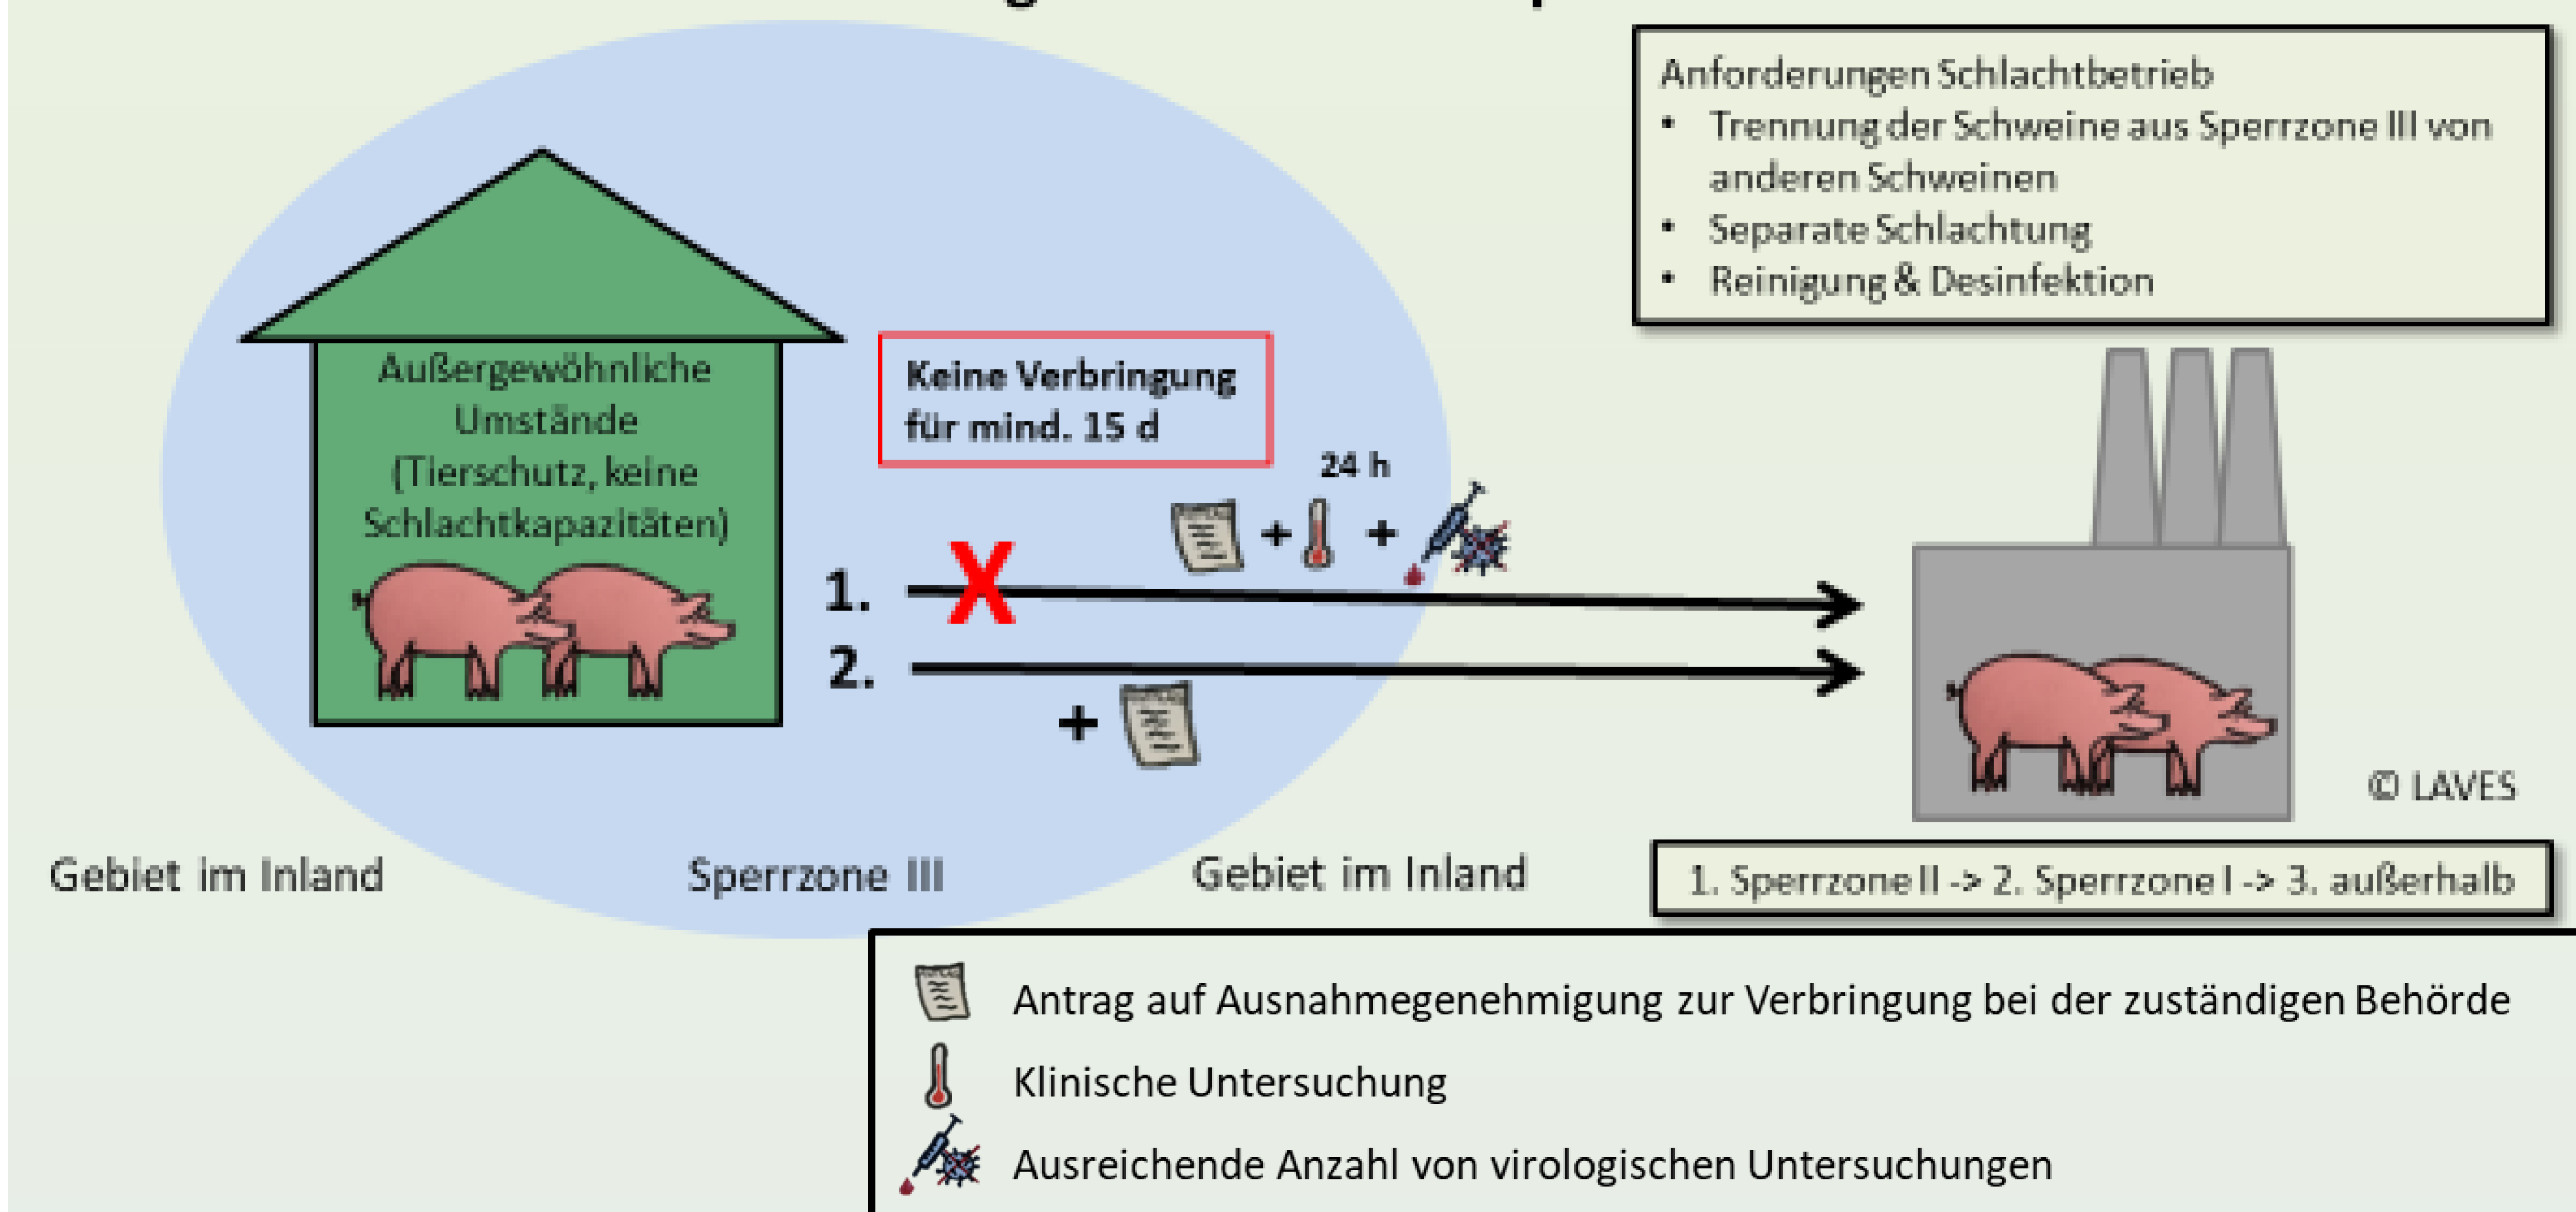 Anforderungen Schlachtbetrieb
• Trennung der Schweine aus Sperrzone III von
anderen Schweinen
• Separate Schlachtung
• Reinigung & Desinfektion
Außergewöhnliche
Umstände
(Tierschutz, keine
Schlachtkapazitäten)
Keine Verbringung
für mind. 15 d
24 h
+ +
X
1.
2.
+
© LAVES
Gebiet im Inland
Sperrzone III
Gebiet im Inland
1. Sperrzone II -> 2. Sperrzone I -> 3. außerhalb
Antrag auf Ausnahmegenehmigung zur Verbringung bei der zuständigen Behörde
Klinische Untersuchung
Ausreichende Anzahl von virologischen Untersuchungen